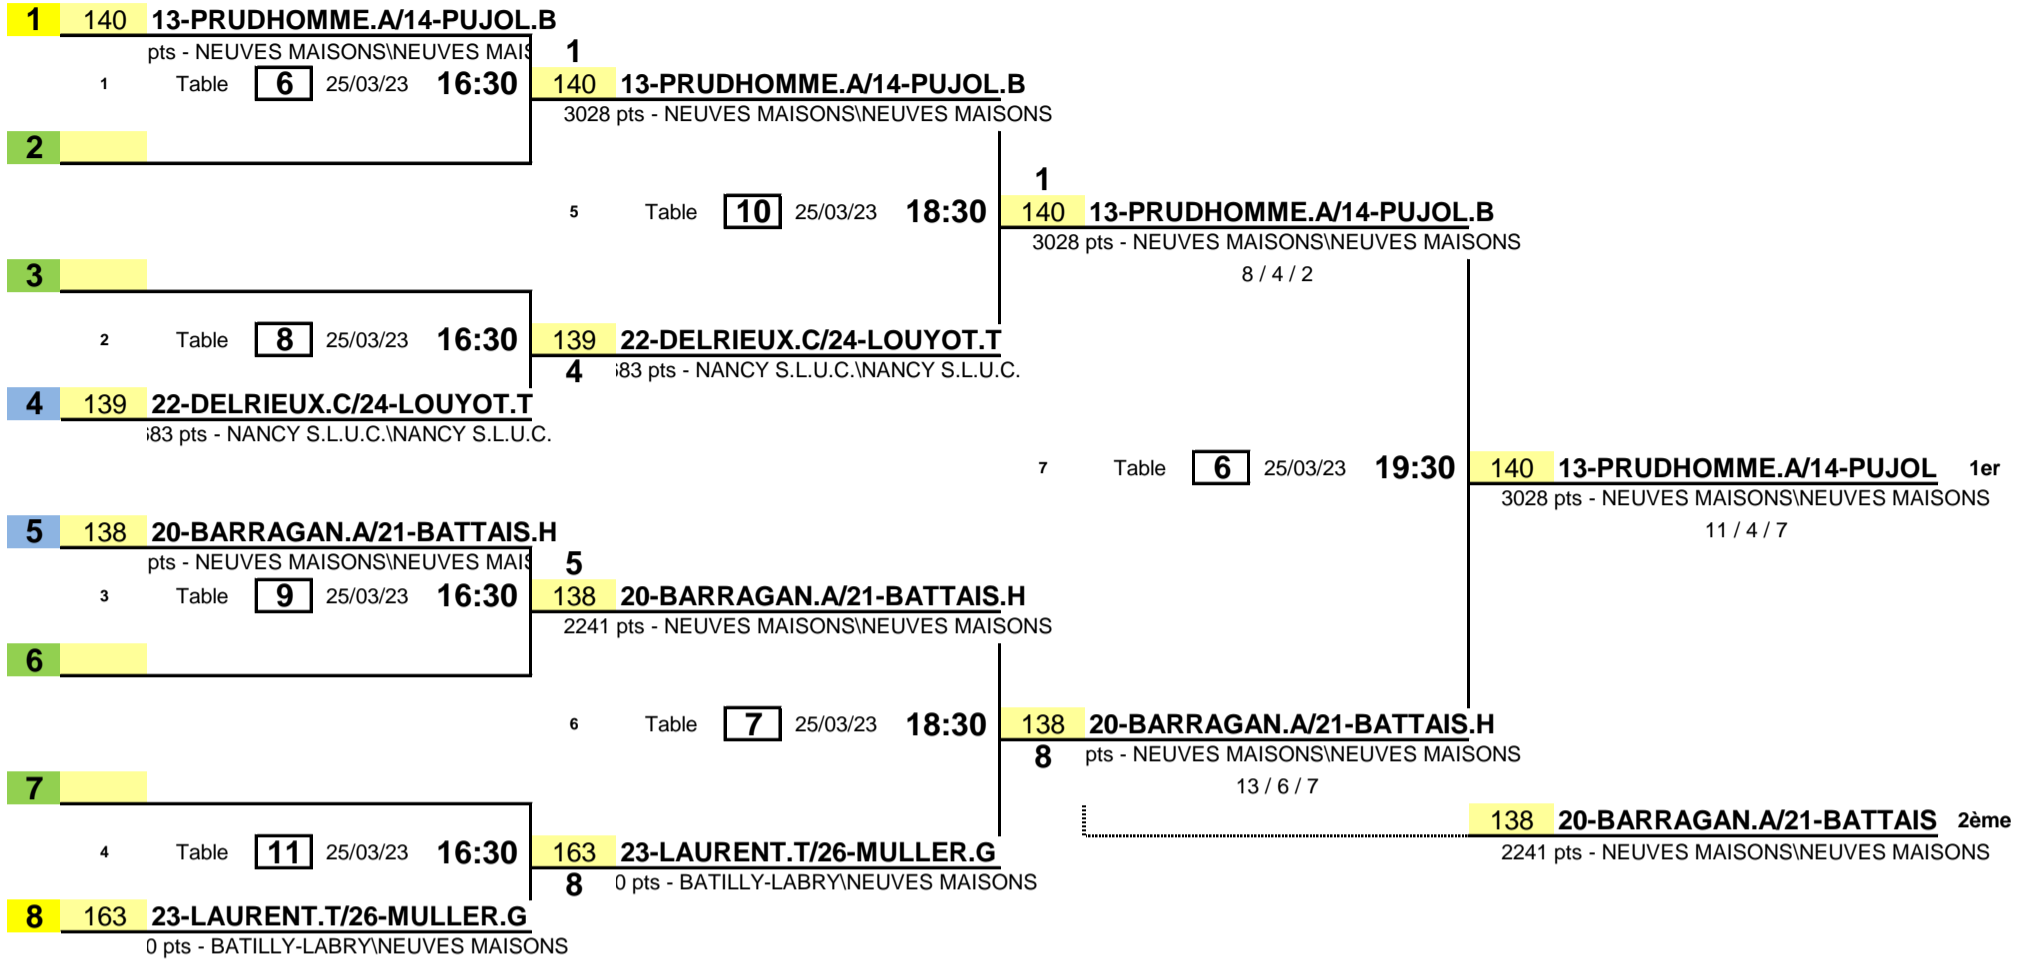 1 140 13-PRUDHOMME.A/14-PUJOL.B
pts - NEUVES MAISONS\NEUVES MAIS
1
1 Table 6 25/03/23 16:30 140 13-PRUDHOMME.A/14-PUJOL.B
3028 pts - NEUVES MAISONS\NEUVES MAISONS
2
1
5 Table 10 25/03/23 18:30 140 13-PRUDHOMME.A/14-PUJOL.B
3028 pts - NEUVES MAISONS\NEUVES MAISONS
3
8 / 4 / 2
2 Table 8 25/03/23 16:30 139 22-DELRIEUX.C/24-LOUYOT.T
4 83 pts - NANCY S.L.U.C.\NANCY S.L.U.C.
4 139 22-DELRIEUX.C/24-LOUYOT.T
83 pts - NANCY S.L.U.C.\NANCY S.L.U.C.
7 Table 6 25/03/23 19:30 140 13-PRUDHOMME.A/14-PUJOL 1er
3028 pts - NEUVES MAISONS\NEUVES MAISONS
11 / 4 / 7
5 138 20-BARRAGAN.A/21-BATTAIS.H
pts - NEUVES MAISONS\NEUVES MAIS
5
3 Table 9 25/03/23 16:30 138 20-BARRAGAN.A/21-BATTAIS.H
2241 pts - NEUVES MAISONS\NEUVES MAISONS
6
6 Table 7 25/03/23 18:30 138 20-BARRAGAN.A/21-BATTAIS.H
8 pts - NEUVES MAISONS\NEUVES MAISONS
7
13 / 6 / 7
138 20-BARRAGAN.A/21-BATTAIS 2ème
2241 pts - NEUVES MAISONS\NEUVES MAISONS
4 Table 11 25/03/23 16:30 163 23-LAURENT.T/26-MULLER.G
8 0 pts - BATILLY-LABRY\NEUVES MAISONS
8 163 23-LAURENT.T/26-MULLER.G
0 pts - BATILLY-LABRY\NEUVES MAISONS